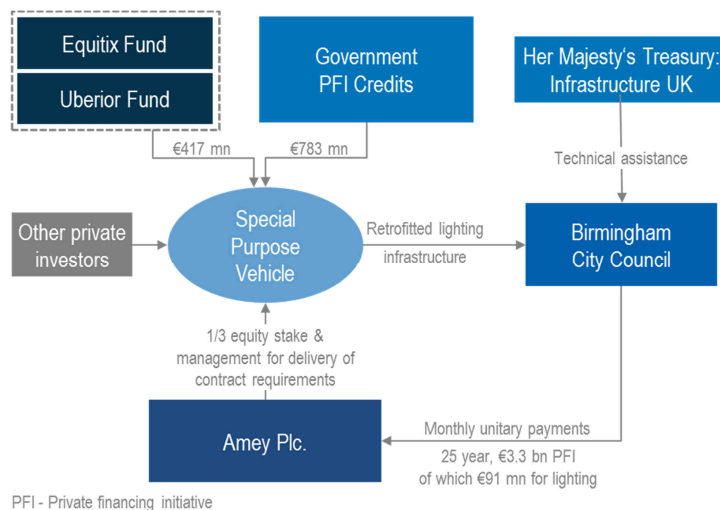 Equitix Fund
Uberior Fund
Government
PFI Credits
Her Majesty‘s Treasury:
Infrastructure UK
€417 mn
€783 mn
Technical assistance
Other private
investors
Special
Purpose
Vehicle
Retrofitted lighting
infrastructure
Birmingham
City Council
1/3 equity stake &
management for delivery of
contract requirements
Amey Plc.
Monthly unitary payments
25 year, €3.3 bn PFI
of which €91 mn for lighting
PFI - Private financing initiative